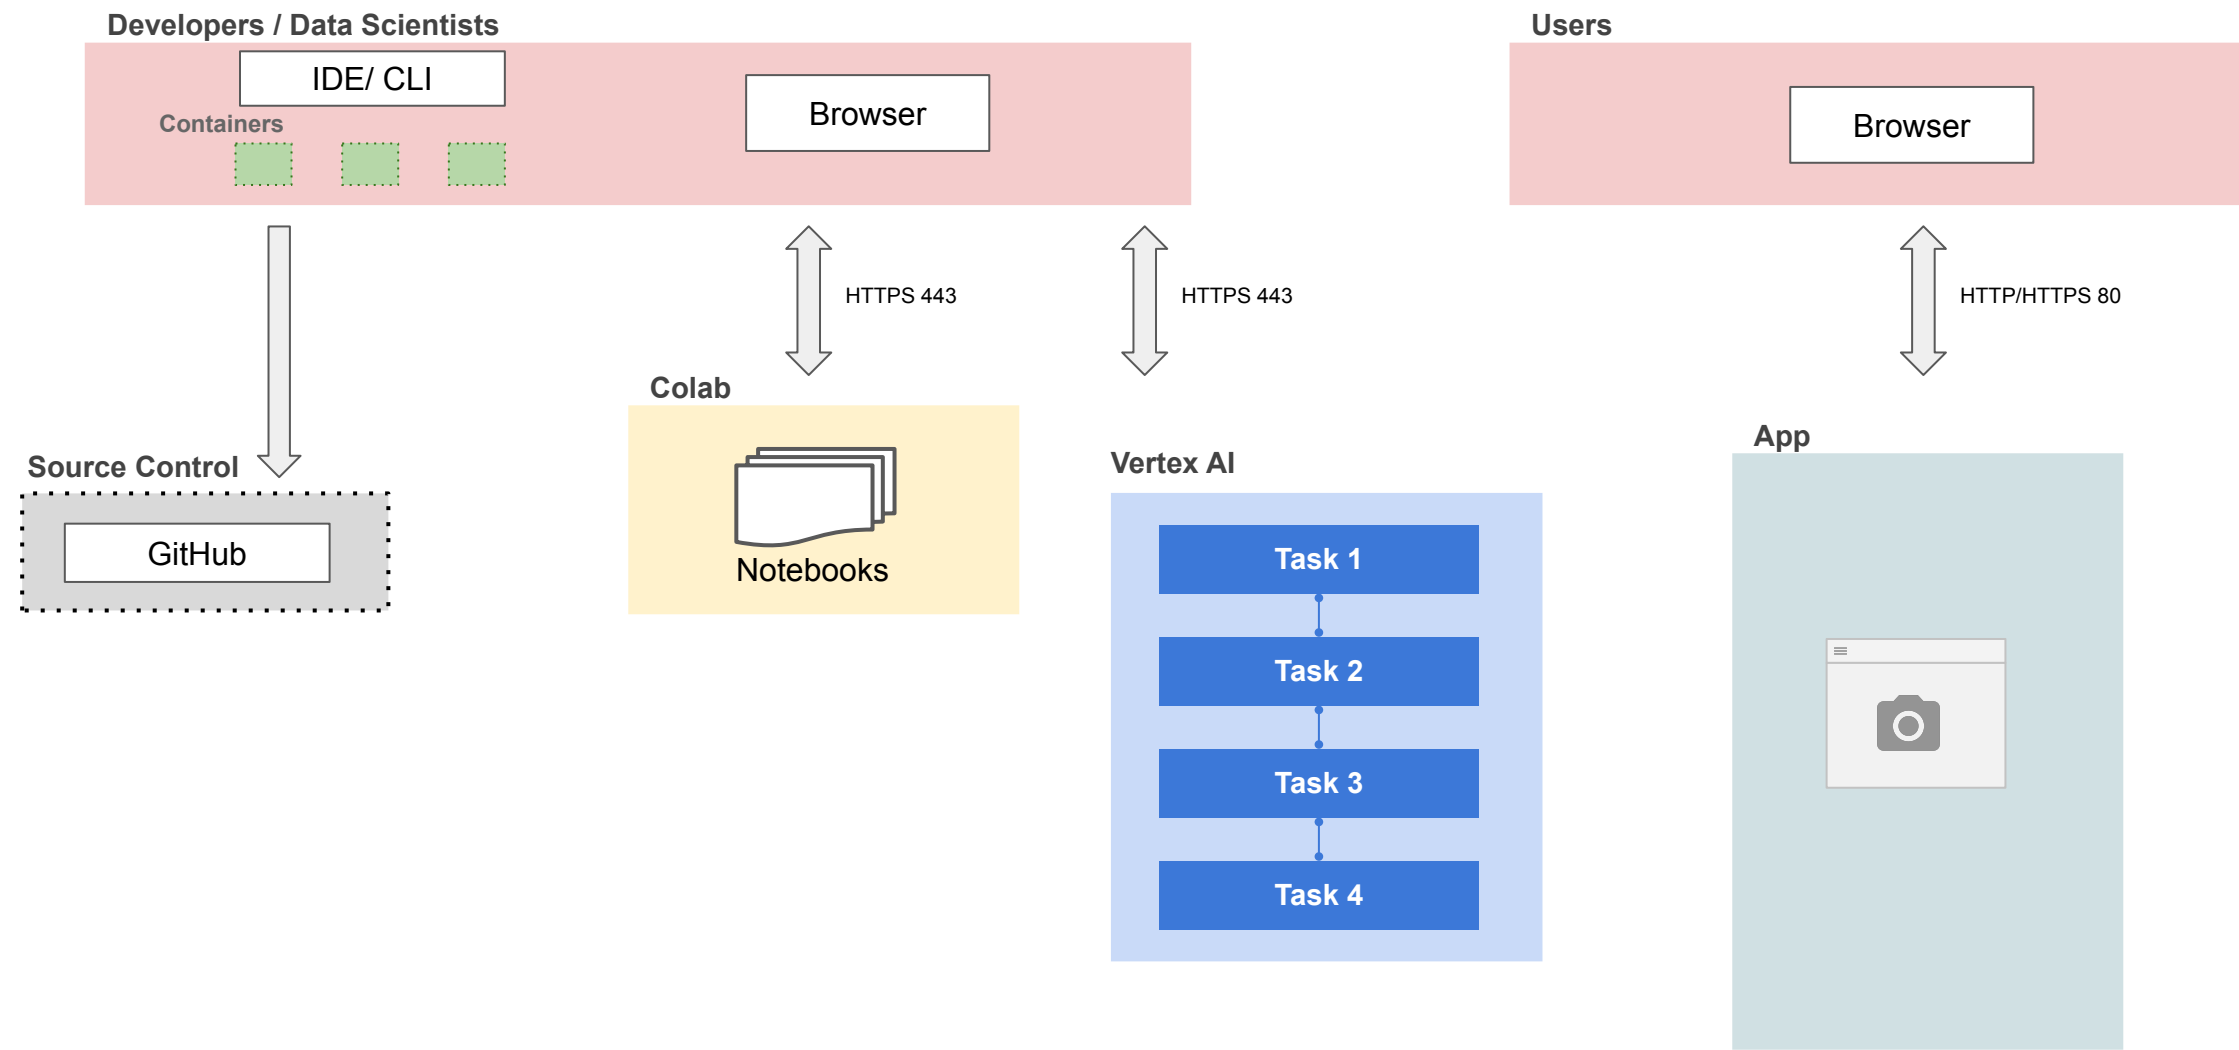 Developers / Data Scientists
IDE/ CLI
Containers
Browser
Users
Browser
HTTPS 443
HTTPS 443
HTTP/HTTPS 80
Source Control
GitHub
Colab
Notebooks
Vertex AI
Task 1
Task 2
Task 3
Task 4
App